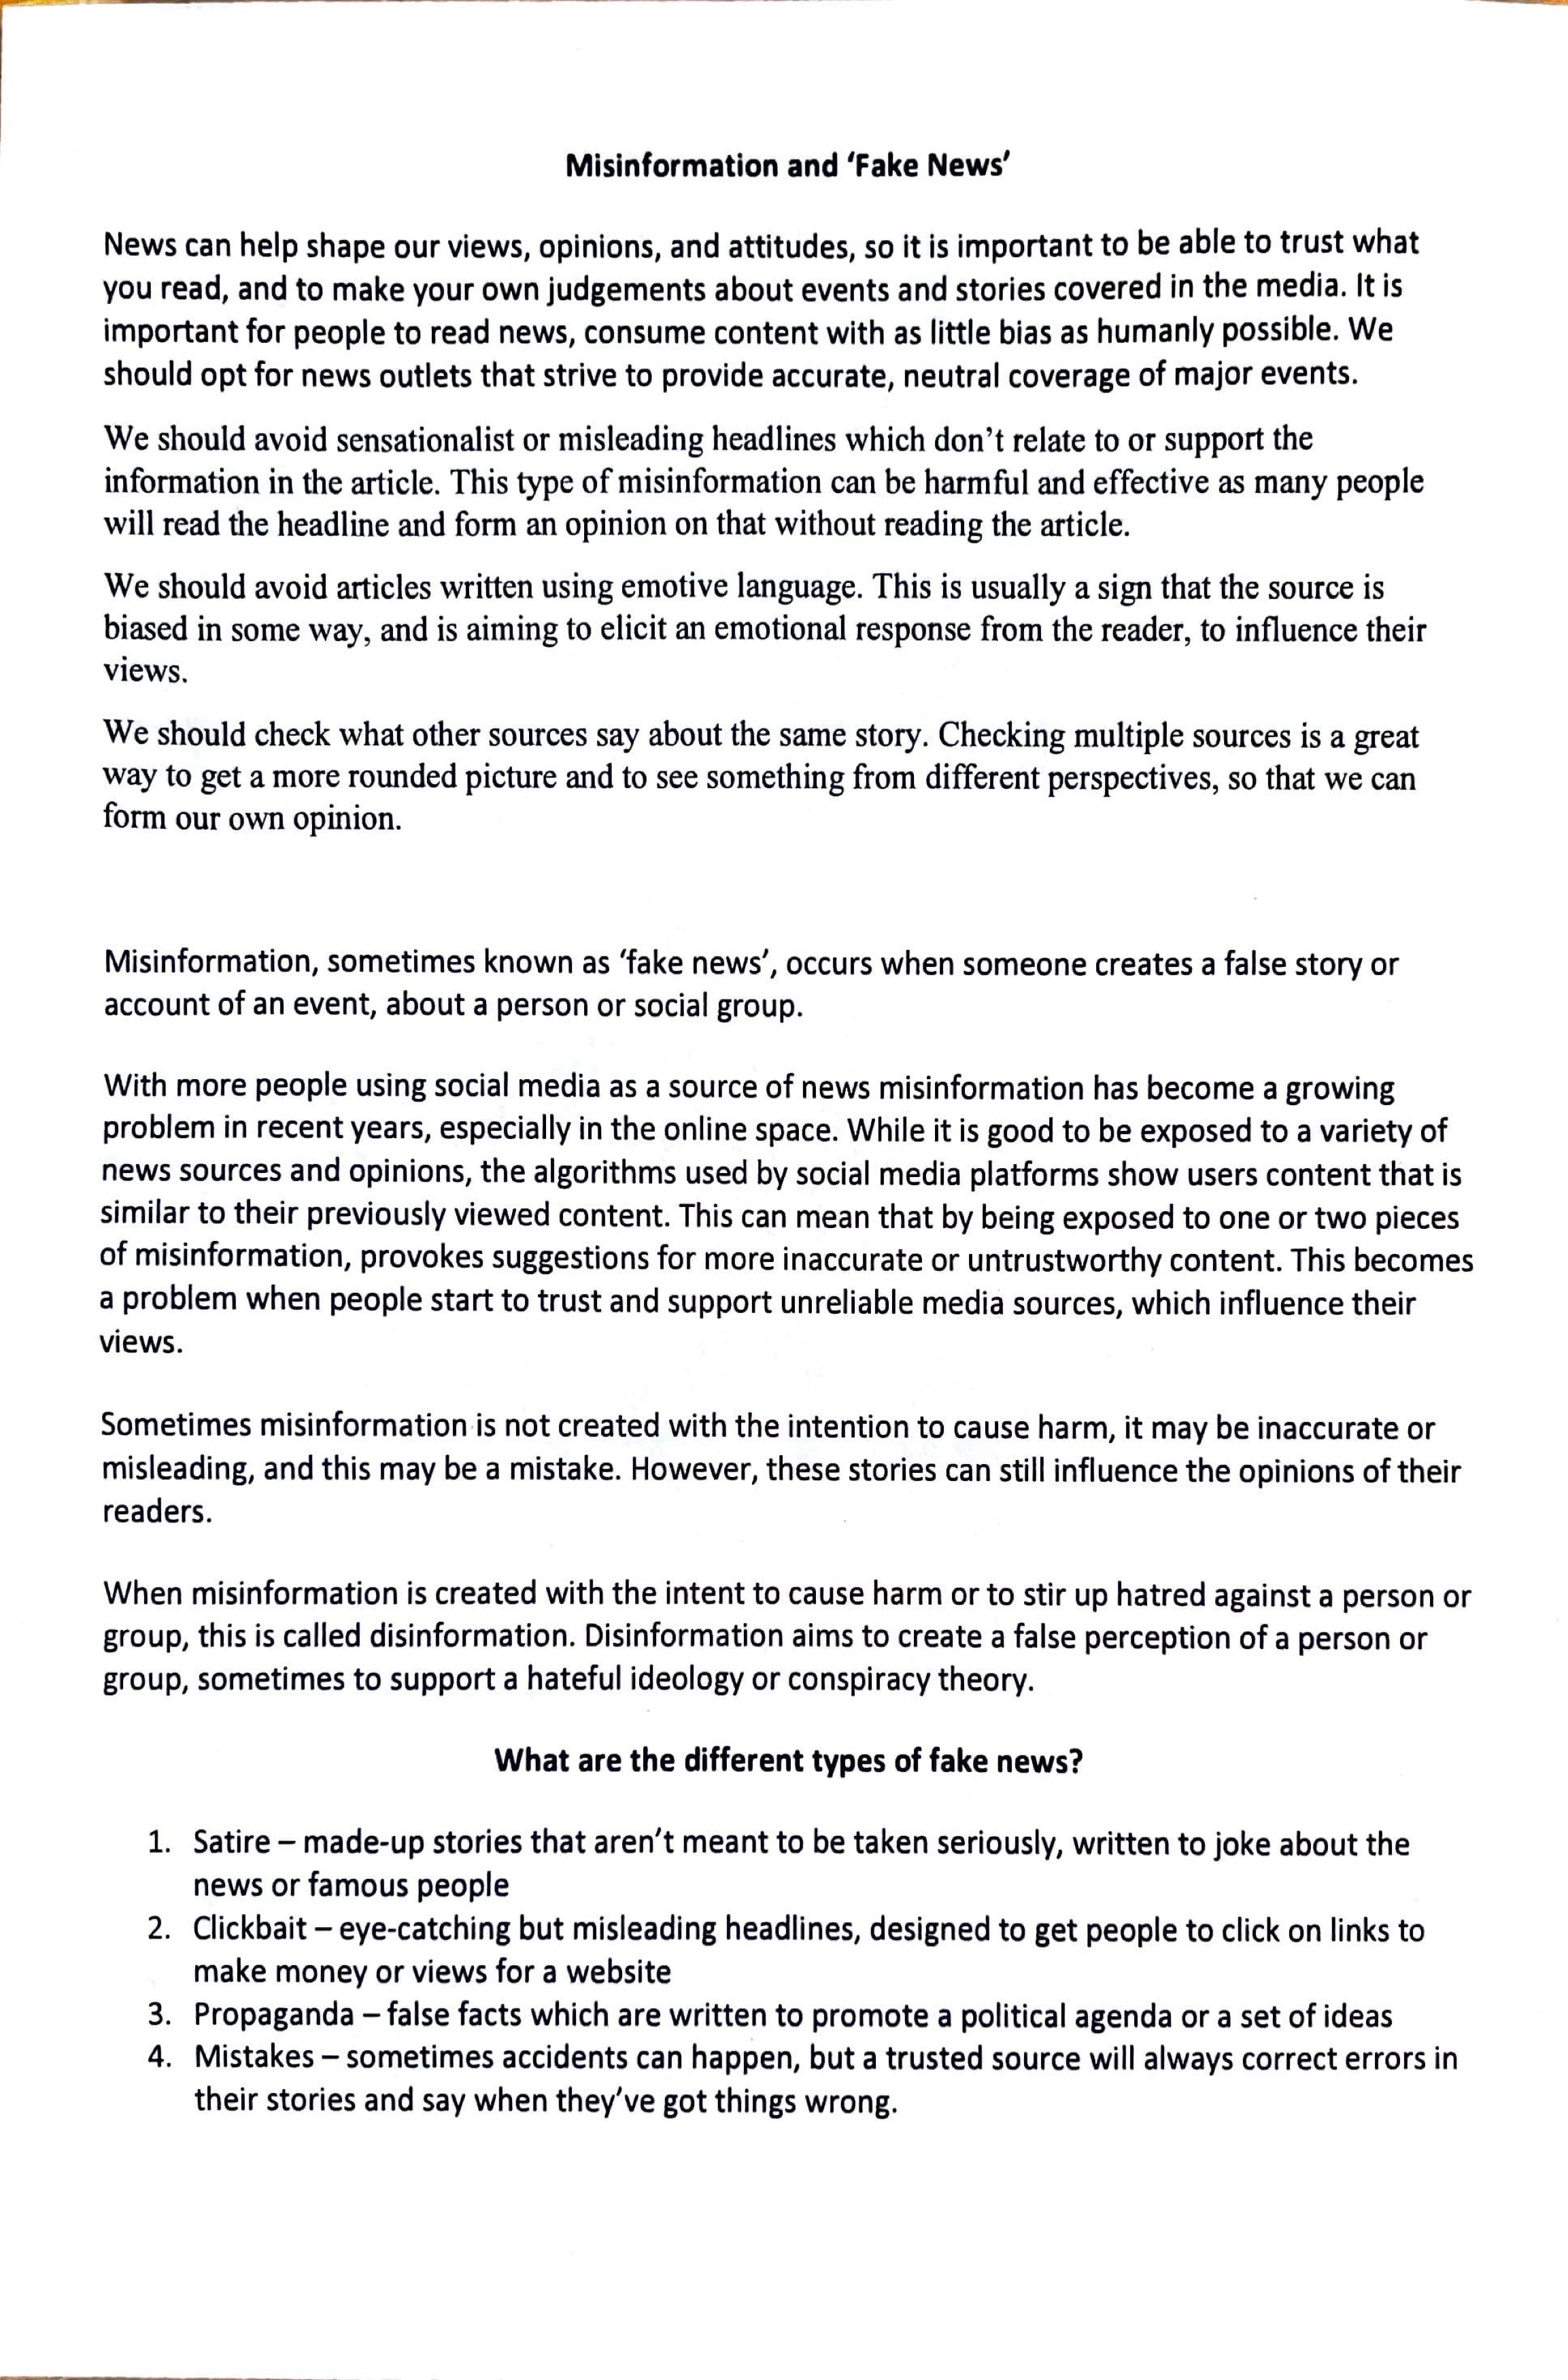 Misinformation and ‘Fake News’
News can help shape our views, opinions, and attitudes, so it is important to be able to trust what
you read, and to make your own judgements about events and stories covered in the media. It is
important for people to read news, consume content with as little bias as humanly possible. We
should opt for news outlets that strive to provide accurate, neutral coverage of major events.
We should avoid sensationalist or misleading headlines which don’t relate to or support the
information in the article. This type of misinformation can be harmful and effective as many people
will read the headline and form an opinion on that without reading the article.
We should avoid articles written using emotive language. This is usually a sign that the source is
biased in some way, and is aiming to elicit an emotional response from the reader, to influence their
views.
We should check what other sources say about the same story. Checking multiple sources is a great
way to get a more rounded picture and to see something from different perspectives, so that we can
form our own opinion.
Misinformation, sometimes known as ‘fake news’, occurs when someone creates a false story or
account of an event, about a person or social group.
With more people using social media as a source of news misinformation has become a growing
problem in recent years, especially in the online space. While it is good to be exposed to a variety of
news sources and opinions, the algorithms used by social media platforms show users content that is
similar to their previously viewed content. This can mean that by being exposed to one or two pieces
of misinformation, provokes suggestions for more inaccurate or untrustworthy content. This becomes
a problem when people start to trust and support unreliable media sources, which influence their
views.
Sometimes misinformation is not created with the intention to cause harm, it may be inaccurate or
misleading, and this may be a mistake. However, these stories can still influence the opinions of their
readers.
When misinformation is created with the intent to cause harm or to stir up hatred against a person or
group, this is called disinformation. Disinformation aims to create a false perception of a person or
group, sometimes to support a hateful ideology or conspiracy theory.
What are the different types of fake news?
1. Satire – made-up stories that aren’t meant to be taken seriously, written to joke about the
news or famous people
2. Clickbait – eye-catching but misleading headlines, designed to get people to click on links to
make money or views for a website
3. Propaganda – false facts which are written to promote a political agenda or a set of ideas
4. Mistakes – sometimes accidents can happen, but a trusted source will always correct errors in
their stories and say when they’ve got things wrong.